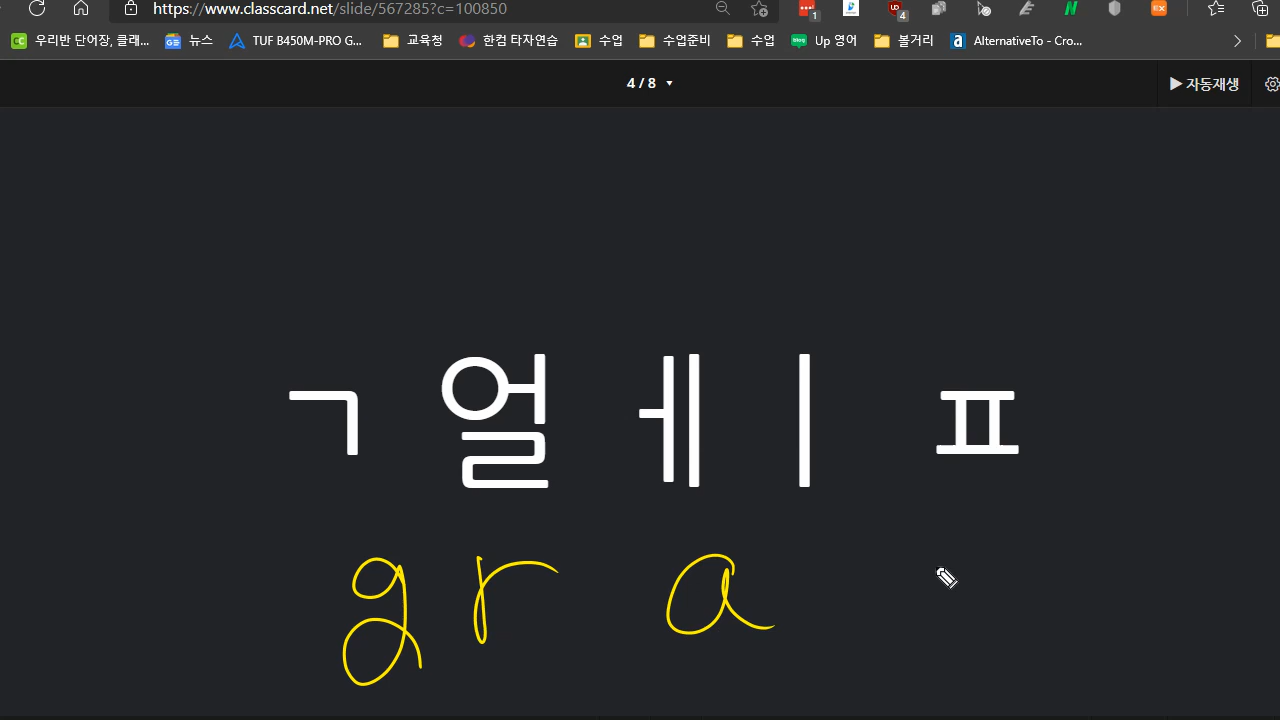 https://www.classcard.net/slide/567285?c=100850
1 4
우리반 단어장, 클래... 뉴스 TUF B450M-PRO G... 교육청 한컴 타자연습 수업 수업준비 수업 Up 영어 볼거리 AlternativeTo - Cro...
4 / 8 ▶ 자동재생
ㄱ 얼 ㅔ ㅣ ㅍ
g r a